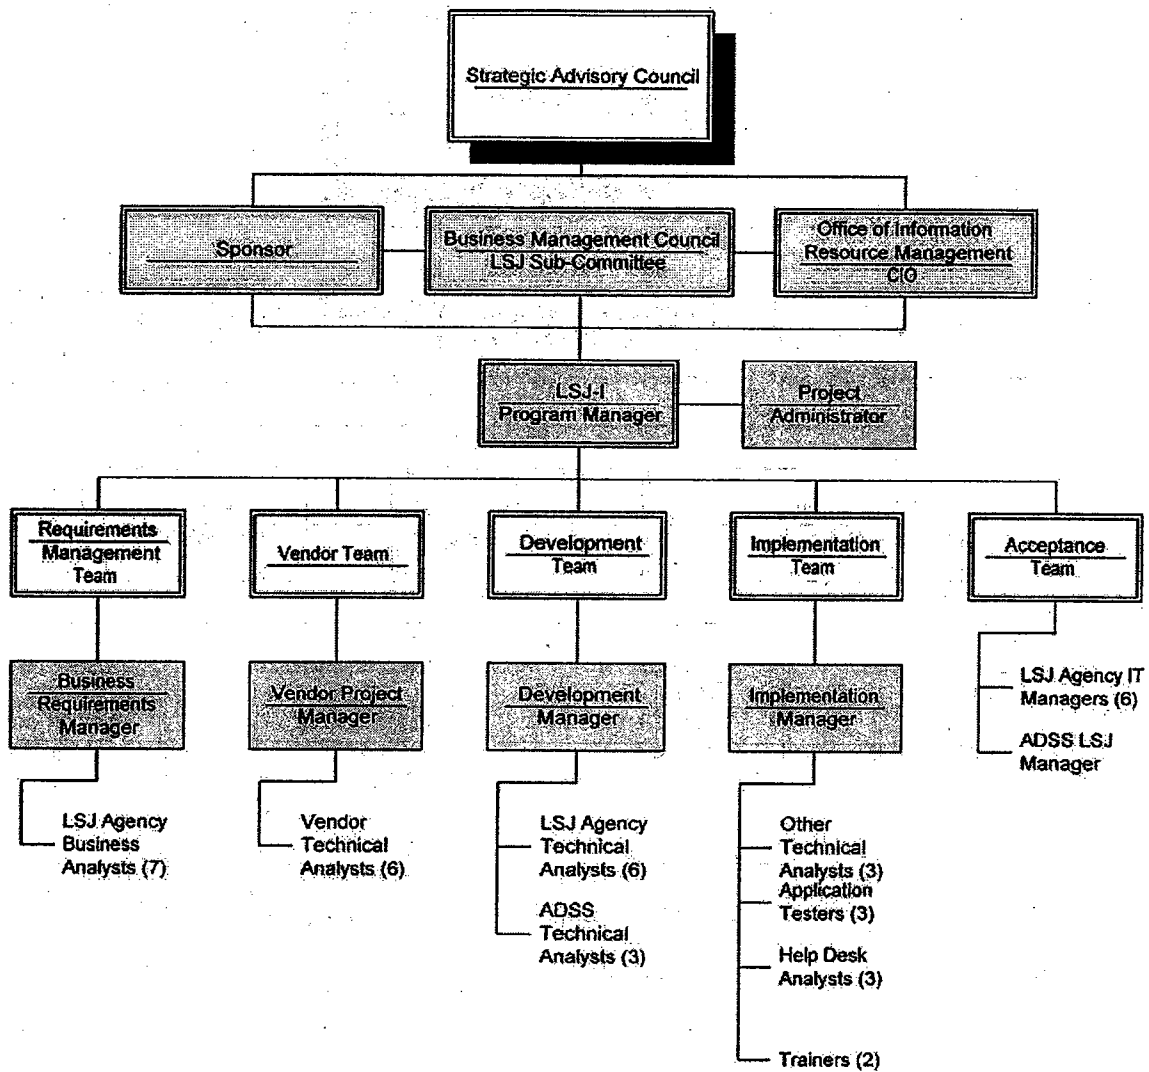 Strategic Advisory Council
Sponsor
Business Management Council
LSJ Sub-Committee
Office of Information
Resource Management
CIO
LSJ-I
Program Manager
Project
Administrator
Requirements
Management
Team
Vendor Team
Development
Team
Implementation
Team
Acceptance
Team
Business
Requirements
Manager
Vendor Project
Manager
Development
Manager
Implementation
Manager
LSJ Agency IT
Managers (6)
ADSS LSJ
Manager
LSJ Agency
Business
Analysts (7)
Vendor
Technical
Analysts (6)
LSJ Agency
Technical
Analysts (6)
ADSS
Technical
Analysts (3)
Other
Technical
Analysts (3)
Application
Testers (3)
Help Desk
Analysts (3)
Trainers (2)